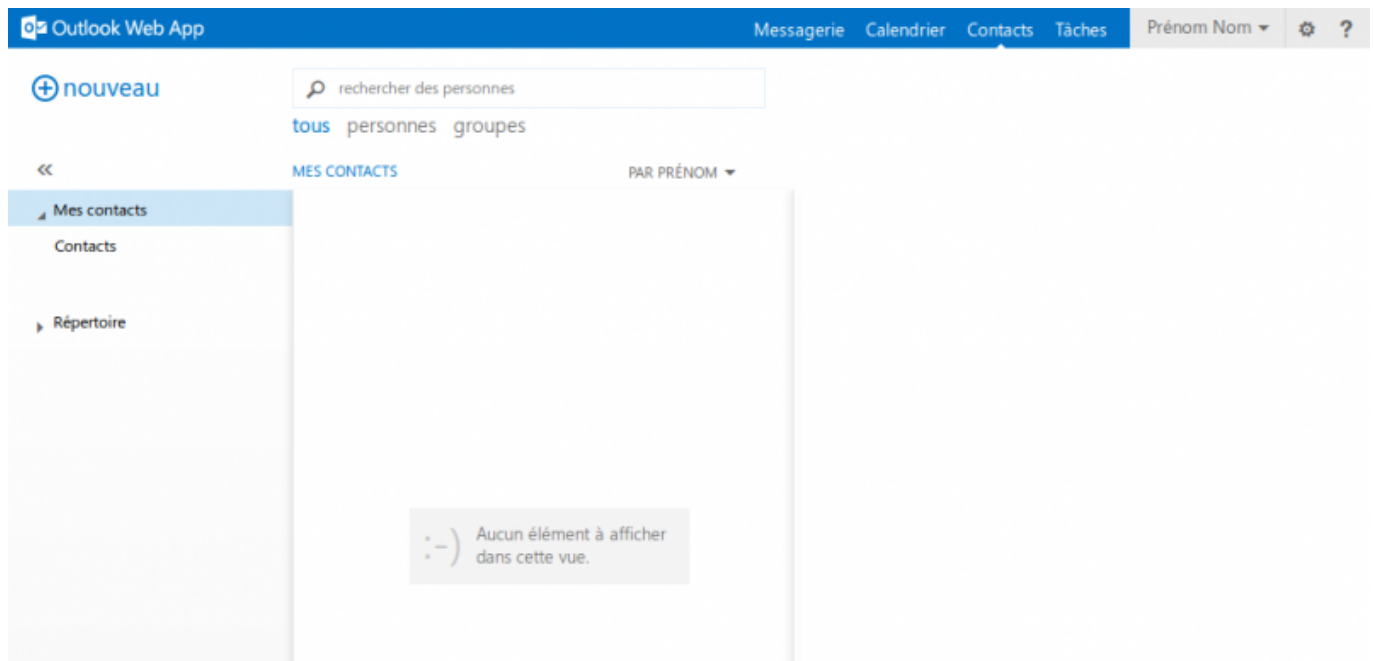 Outlook Web App Messagerie Calendrier Contacts Tâches Prénom Nom ?
nouveau
rechercher des personnes
tous personnes groupes
MES CONTACTS PAR PRÉNOM
Mes contacts
Contacts
Répertoire
:-) Aucun élément à afficher
dans cette vue.